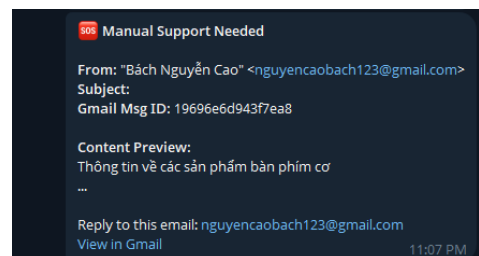 🆘 Manual Support Needed
From: "Bách Nguyễn Cao" <nguyencaobach123@gmail.com>
Subject:
Gmail Msg ID: 19696e6d943f7ea8
Content Preview:
Thông tin về các sản phẩm bàn phím cơ
...
Reply to this email: nguyencaobach123@gmail.com
View in Gmail
11:07 PM